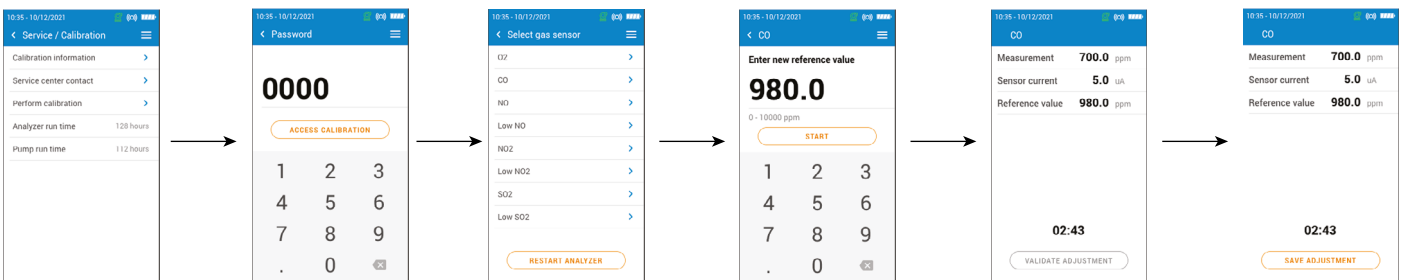 10:35 - 10/12/2021
Service / Calibration
Calibration information
Service center contact
Perform calibration
Analyzer run time 128 hours
Pump run time 112 hours
10:35 - 10/12/2021
Password
0000
ACCESS CALIBRATION
1 2 3
4 5 6
7 8 9
. 0
10:35 - 10/12/2021
Select gas sensor
O2
CO
NO
Low NO
NO2
Low NO2
SO2
Low SO2
RESTART ANALYZER
10:35 - 10/12/2021
CO
Enter new reference value
980.0
0 - 10000 ppm
START
1 2 3
4 5 6
7 8 9
. 0
10:35 - 10/12/2021
CO
Measurement 700.0 ppm
Sensor current 5.0 uA
Reference value 980.0 ppm
02:43
VALIDATE ADJUSTMENT
10:35 - 10/12/2021
CO
Measurement 700.0 ppm
Sensor current 5.0 uA
Reference value 980.0 ppm
02:43
SAVE ADJUSTMENT